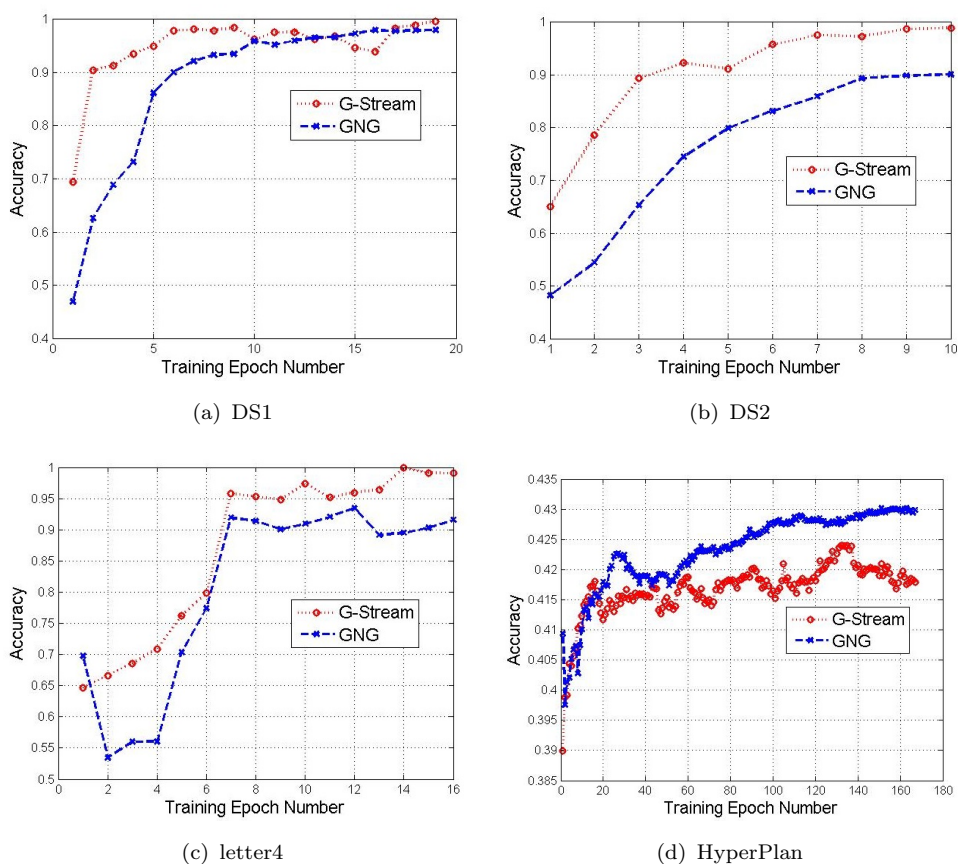 1
0.9
0.8
0.7
0.6
0.5
0.4
Accuracy
G-Stream
GNG
0 5 10 15 20
Training Epoch Number
(a) DS1
1
0.9
0.8
0.7
0.6
0.5
0.4
Accuracy
G-Stream
GNG
1 2 3 4 5 6 7 8 9 10
Training Epoch Number
(b) DS2
1
0.95
0.9
0.85
0.8
0.75
0.7
0.65
0.6
0.55
0.5
Accuracy
G-Stream
GNG
0 2 4 6 8 10 12 14 16
Training Epoch Number
(c) letter4
0.435
0.43
0.425
0.42
0.415
0.41
0.405
0.4
0.395
0.39
0.385
Accuracy
G-Stream
GNG
0 20 40 60 80 100 120 140 160 180
Training Epoch Number
(d) HyperPlan